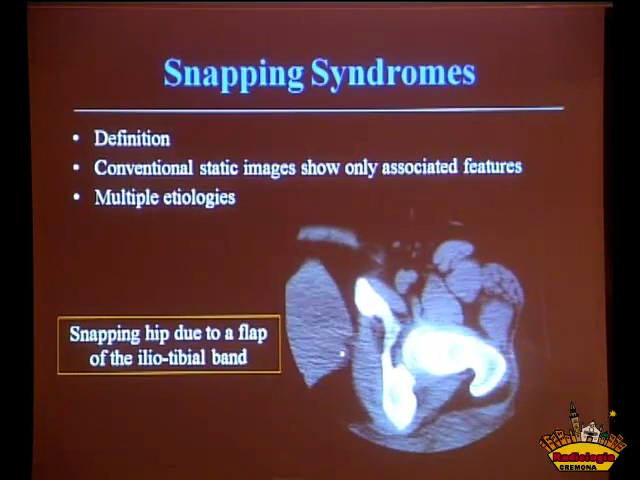 Snapping Syndromes
• Definition
• Conventional static images show only associated features
• Multiple etiologies
Snapping hip due to a flap
of the ilio-tibial band
Radiologia
CREMONA